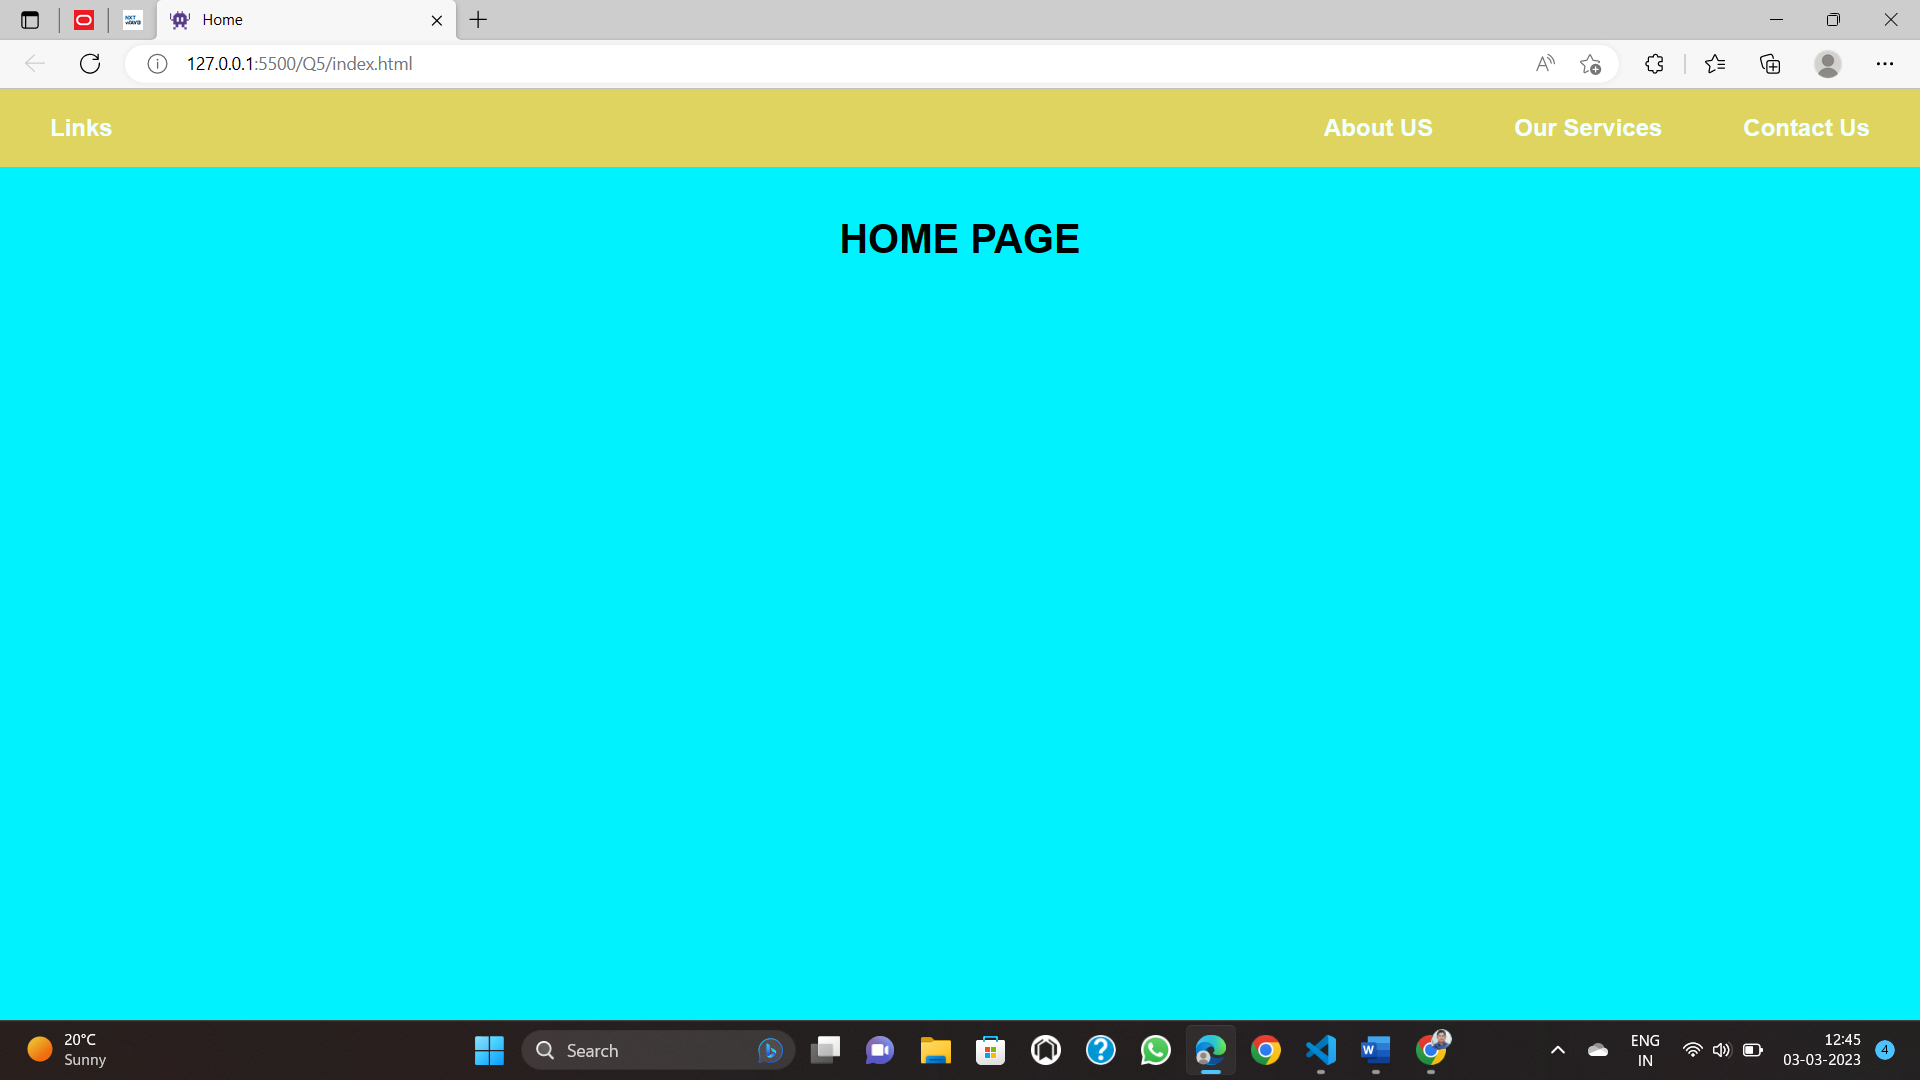 Home
127.0.0.1:5500/Q5/index.html
Links
About US
Our Services
Contact Us
HOME PAGE
20°C
Sunny
Search
ENG
IN
12:45
03-03-2023
4